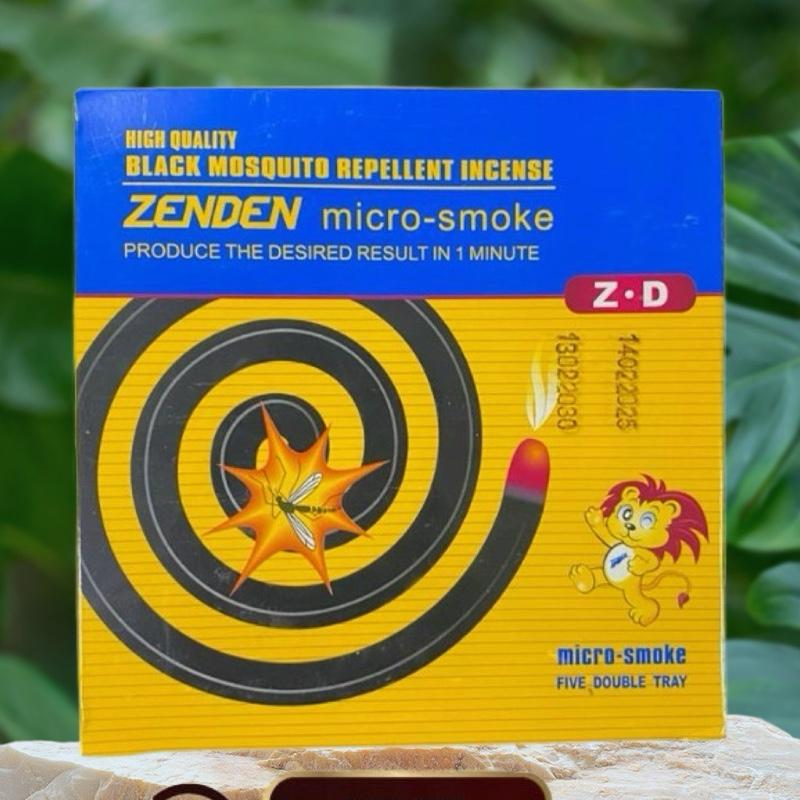 HIGH QUALITY
BLACK MOSQUITO REPELLENT INCENSE
ZENDEN micro-smoke
PRODUCE THE DESIRED RESULT IN 1 MINUTE
Z·D
14022025
13022030
micro-smoke
FIVE DOUBLE TRAY